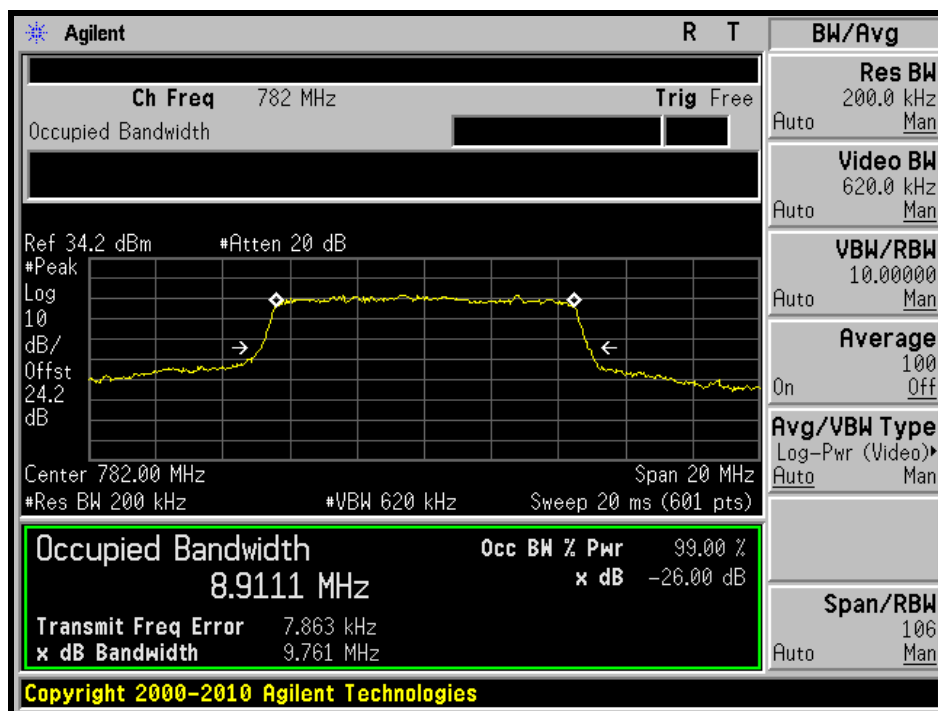 Agilent R T
Ch Freq 782 MHz Trig Free
Occupied Bandwidth
Ref 34.2 dBm #Atten 20 dB
#Peak
Log
10
dB/
Offst
24.2
dB
Center 782.00 MHz Span 20 MHz
#Res BW 200 kHz #VBW 620 kHz Sweep 20 ms (601 pts)
Occupied Bandwidth Occ BW % Pwr 99.00 %
8.9111 MHz x dB -26.00 dB
Transmit Freq Error 7.863 kHz
x dB Bandwidth 9.761 MHz
Copyright 2000-2010 Agilent Technologies
BW/Avg
Res BW
200.0 kHz
Auto Man
Video BW
620.0 kHz
Auto Man
VBW/RBW
10.00000
Auto Man
Average
100
On Off
Avg/VBW Type
Log-Pwr (Video)
Auto Man
Span/RBW
106
Auto Man